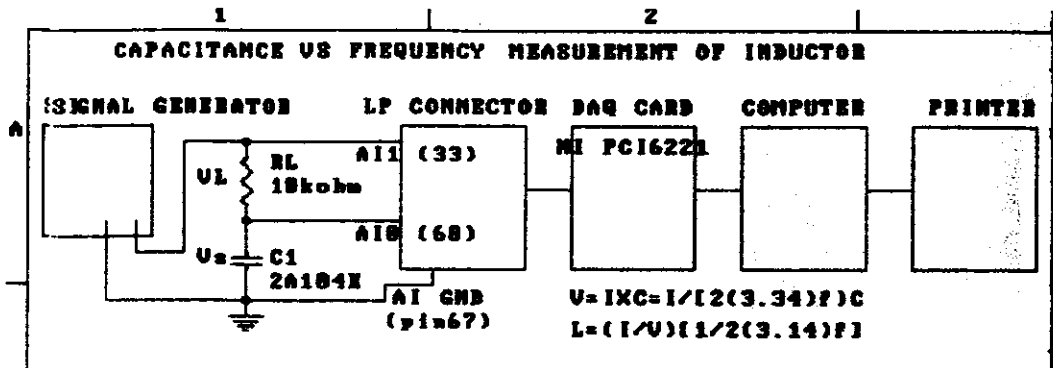 1 2
CAPACITANCE VS FREQUENCY MEASUREMENT OF INDUCTOR
SIGNAL GENERATOR LP CONNECTOR DAQ CARD COMPUTER PRINTER
A
NI PCI6221
AI1 (33)
RL
10kohm
VL
AI0 (68)
Vs
C1
2A104K
AI GND
(pin67)
V=IXC=I/[2(3.34)f]C
L=(I/V)[1/2(3.14)f]